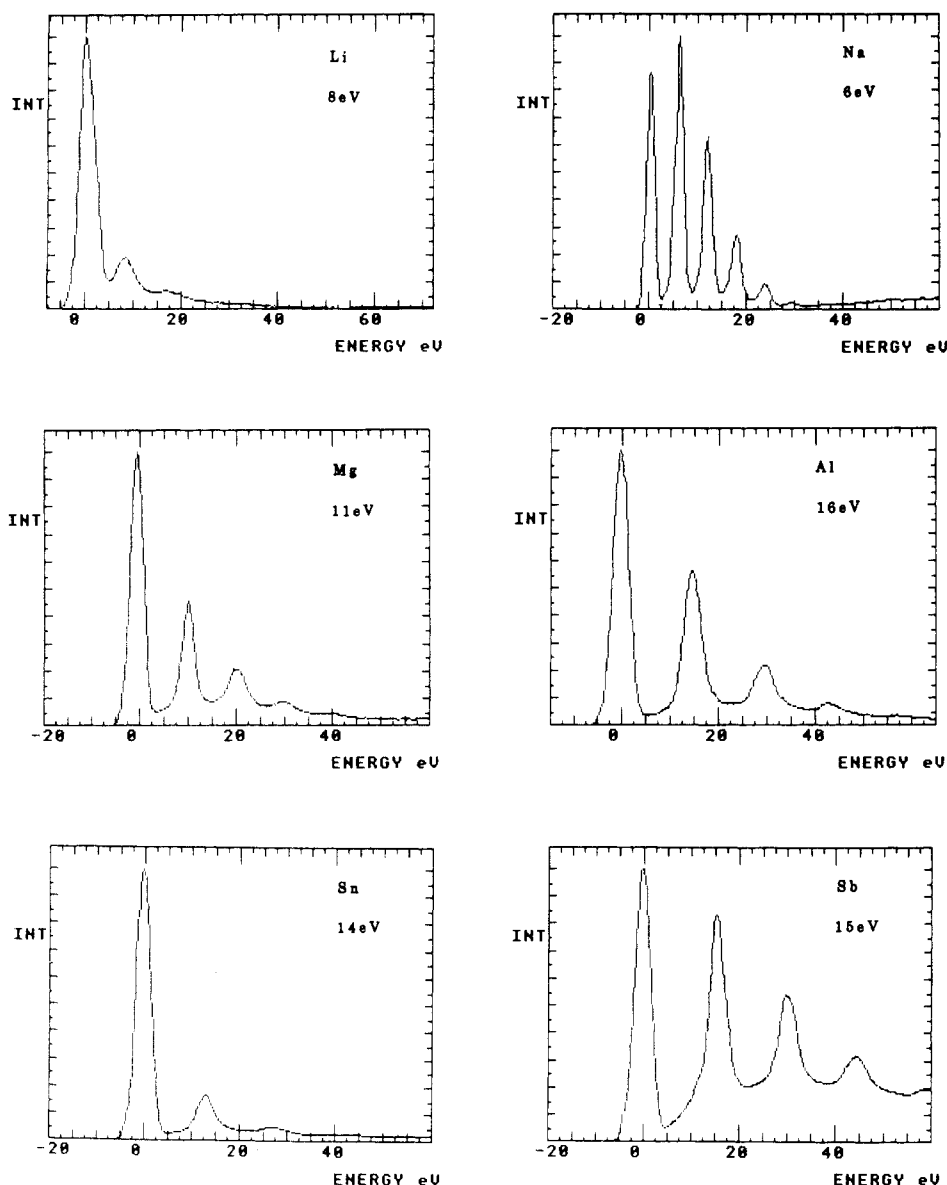 Li
8eV
INT
0 20 40 60
ENERGY eV
Na
6eV
INT
-20 0 20 40
ENERGY eV
Mg
11eV
INT
-20 0 20 40
ENERGY eV
Al
16eV
INT
0 20 40
ENERGY eV
Sn
14eV
INT
-20 0 20 40
ENERGY eV
Sb
15eV
INT
-20 0 20 40
ENERGY eV